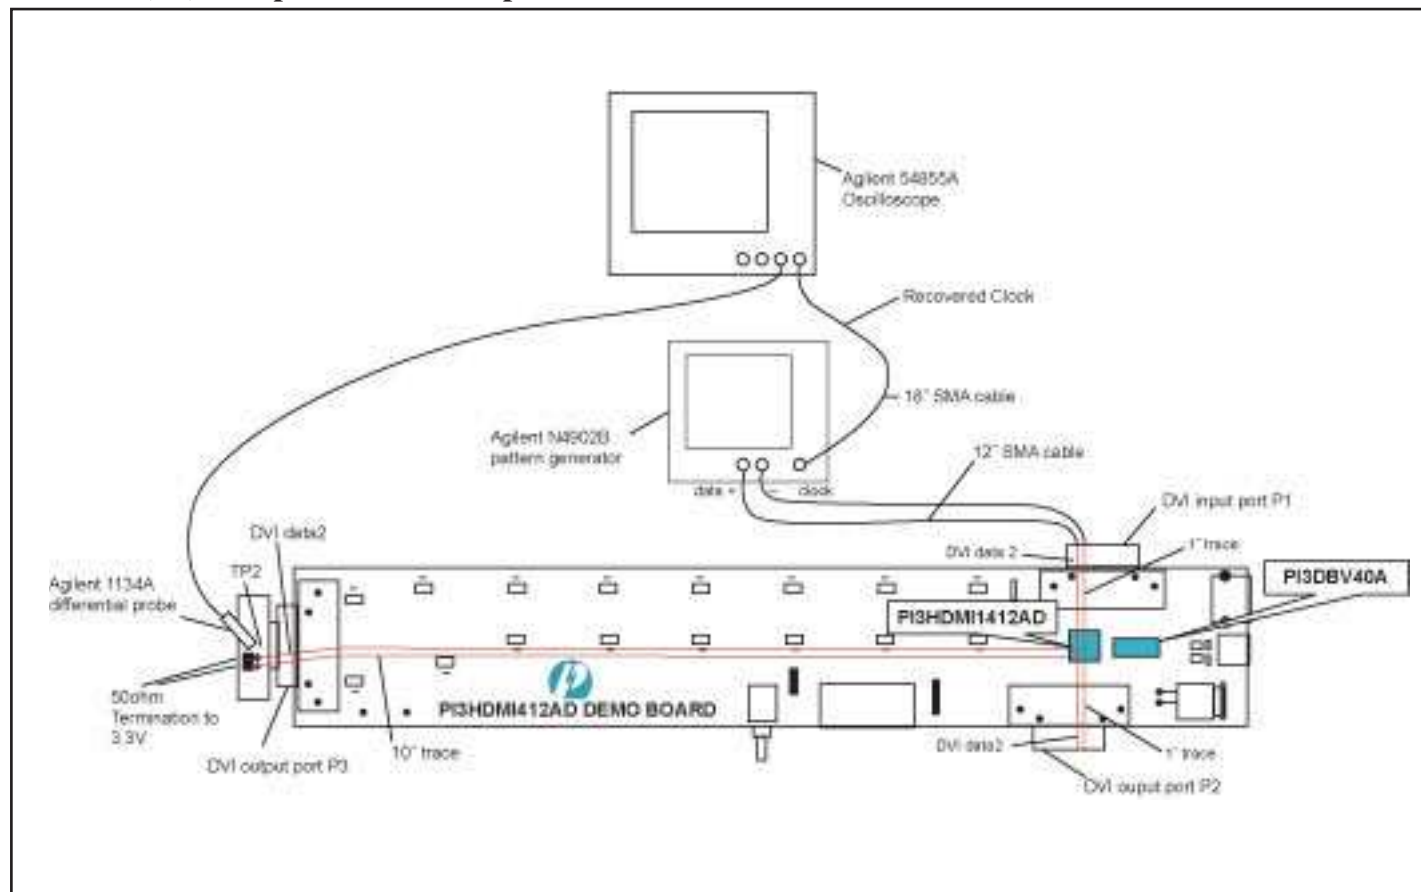 Agilent 54855A
Oscilloscope
Recovered Clock
18" SMA cable
Agilent N4902B
pattern generator
12" SMA cable
data +
-
clock
DVI input port P1
DVI data2
DVI data 2
1" trace
TP2
PI3DBV40A
Agilent 1134A
differential probe
PI3HDMI1412AD
50ohm
Termination to
3.3V
PI3HDMI412AD DEMO BOARD
DVI data2
10" trace
1" trace
DVI output port P3
DVI ouput port P2